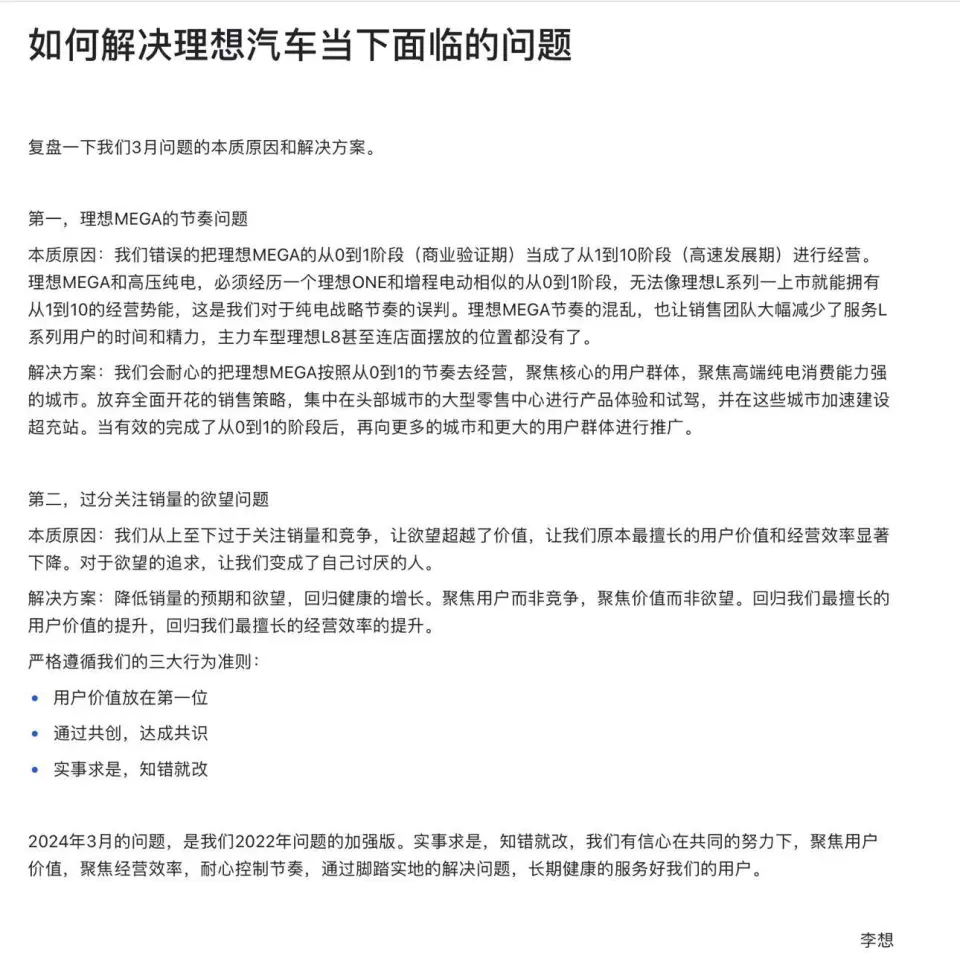 如何解决理想汽车当下面临的问题
复盘一下我们3月问题的本质原因和解决方案。
第一，理想MEGA的节奏问题
本质原因：我们错误的把理想MEGA的从0到1阶段（商业验证期）当成了从1到10阶段（高速发展期）进行经营。
理想MEGA和高压纯电，必须经历一个理想ONE和增程电动相似的从0到1阶段，无法像理想L系列一上市就能拥有
从1到10的经营势能，这是我们对于纯电战略节奏的误判。理想MEGA节奏的混乱，也让销售团队大幅减少了服务L
系列用户的时间和精力，主力车型理想L8甚至连店面摆放的位置都没有了。
解决方案：我们会耐心的把理想MEGA按照从0到1的节奏去经营，聚焦核心的用户群体，聚焦高端纯电消费能力强
的城市。放弃全面开花的销售策略，集中在头部城市的大型零售中心进行产品体验和试驾，并在这些城市加速建设
超充站。当有效的完成了从0到1的阶段后，再向更多的城市和更大的用户群体进行推广。
第二，过分关注销量的欲望问题
本质原因：我们从上至下过于关注销量和竞争，让欲望超越了价值，让我们原本最擅长的用户价值和经营效率显著
下降。对于欲望的追求，让我们变成了自己讨厌的人。
解决方案：降低销量的预期和欲望，回归健康的增长。聚焦用户而非竞争，聚焦价值而非欲望。回归我们最擅长的
用户价值的提升，回归我们最擅长的经营效率的提升。
严格遵循我们的三大行为准则：
• 用户价值放在第一位
• 通过共创，达成共识
• 实事求是，知错就改
2024年3月的问题，是我们2022年问题的加强版。实事求是，知错就改，我们有信心在共同的努力下，聚焦用户
价值，聚焦经营效率，耐心控制节奏，通过脚踏实地的解决问题，长期健康的服务好我们的用户。
李想